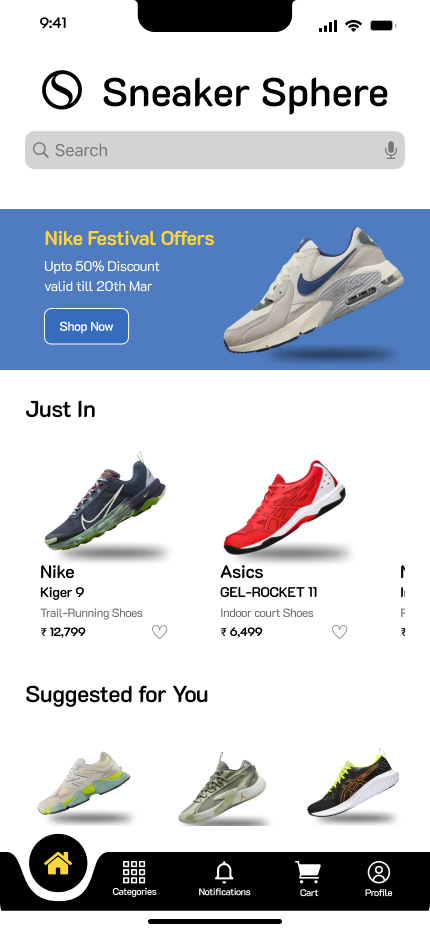 9:41
Sneaker Sphere
Search
Nike Festival Offers
Upto 50% Discount
valid till 20th Mar
Shop Now
Just In
Nike
Kiger 9
Trail-Running Shoes
₹ 12,799
Asics
GEL-ROCKET 11
Indoor court Shoes
₹ 6,499
Suggested for You
Categories
Notifications
Cart
Profile